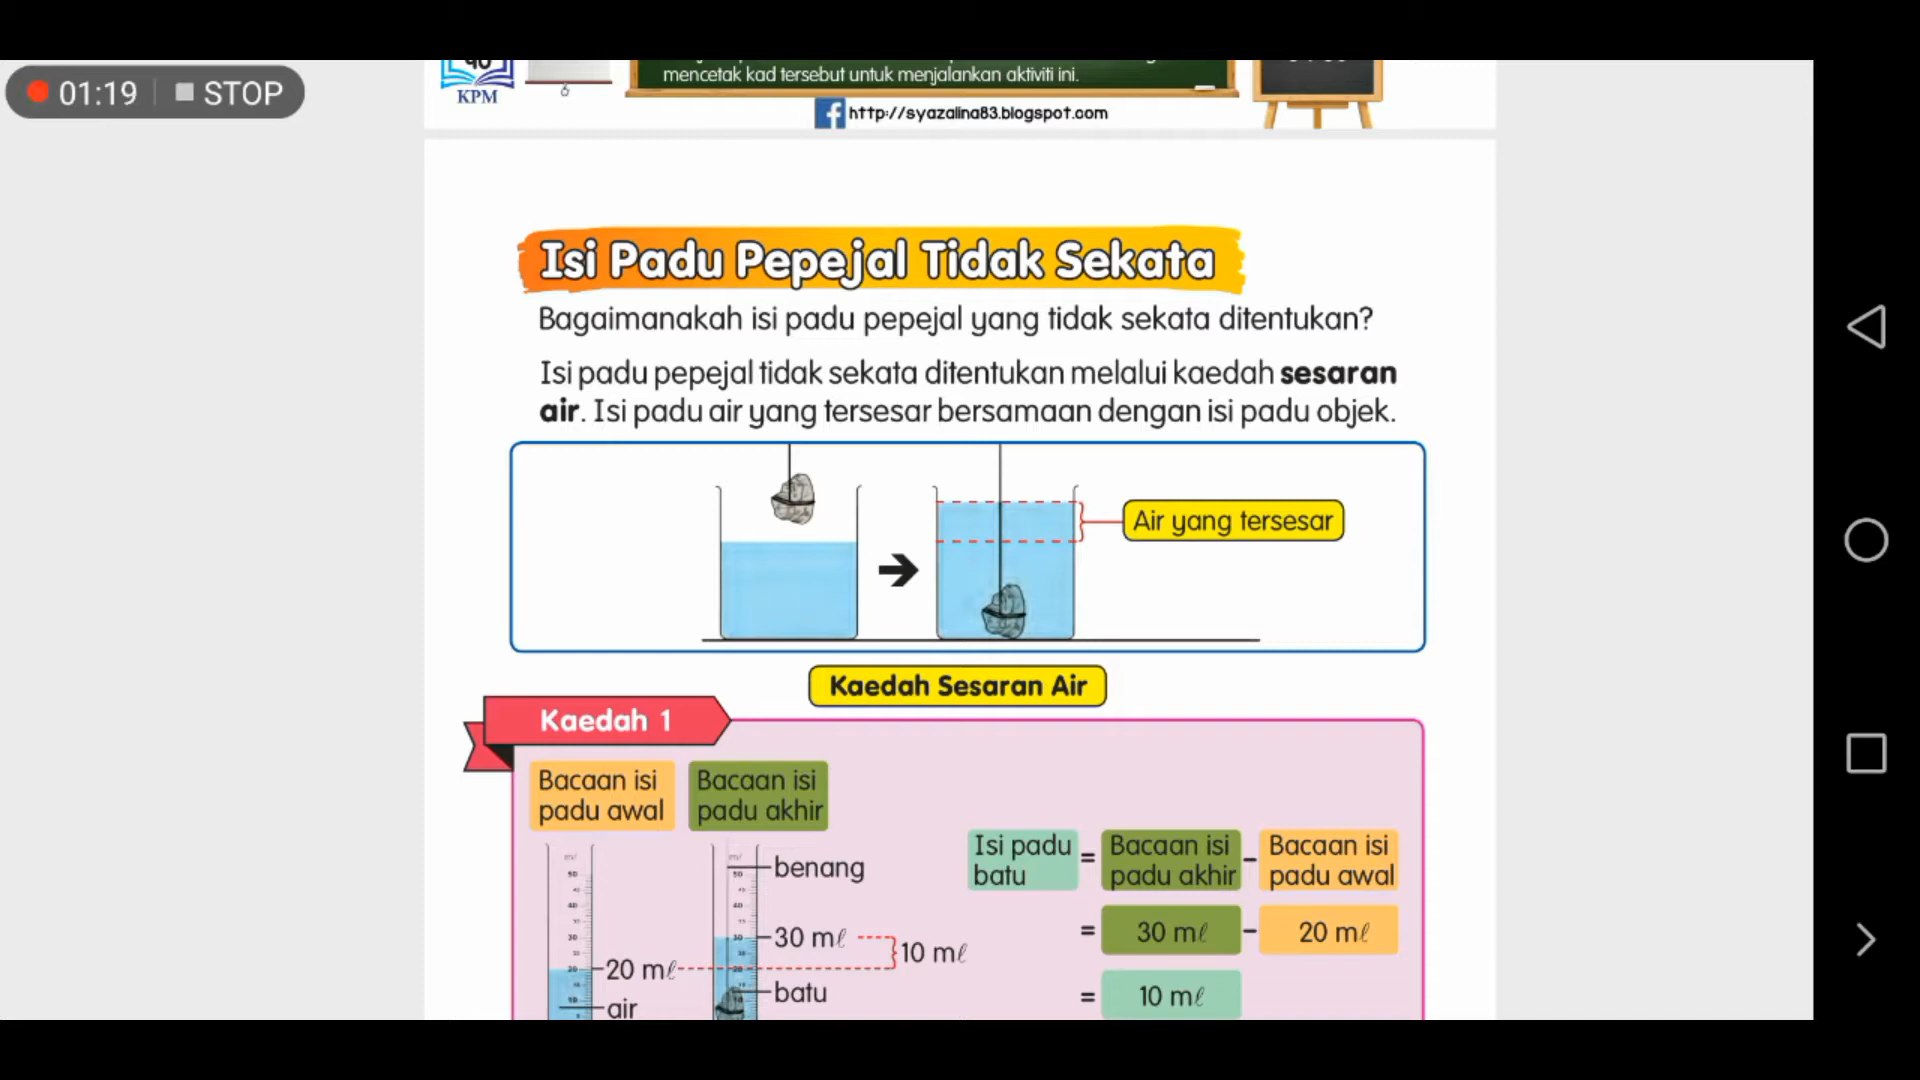 01:19 STOP
KPM
6
mencetak kad tersebut untuk menjalankan aktiviti ini.
http://syazalina83.blogspot.com
Isi Padu Pepejal Tidak Sekata
Bagaimanakah isi padu pepejal yang tidak sekata ditentukan?
Isi padu pepejal tidak sekata ditentukan melalui kaedah sesaran
air. Isi padu air yang tersesar bersamaan dengan isi padu objek.
Air yang tersesar
Kaedah Sesaran Air
Kaedah 1
Bacaan isi
padu awal
Bacaan isi
padu akhir
benang
30 mℓ
10 mℓ
20 mℓ
batu
air
Isi padu
batu
=
Bacaan isi
padu akhir
-
Bacaan isi
padu awal
= 30 mℓ - 20 mℓ
= 10 mℓ